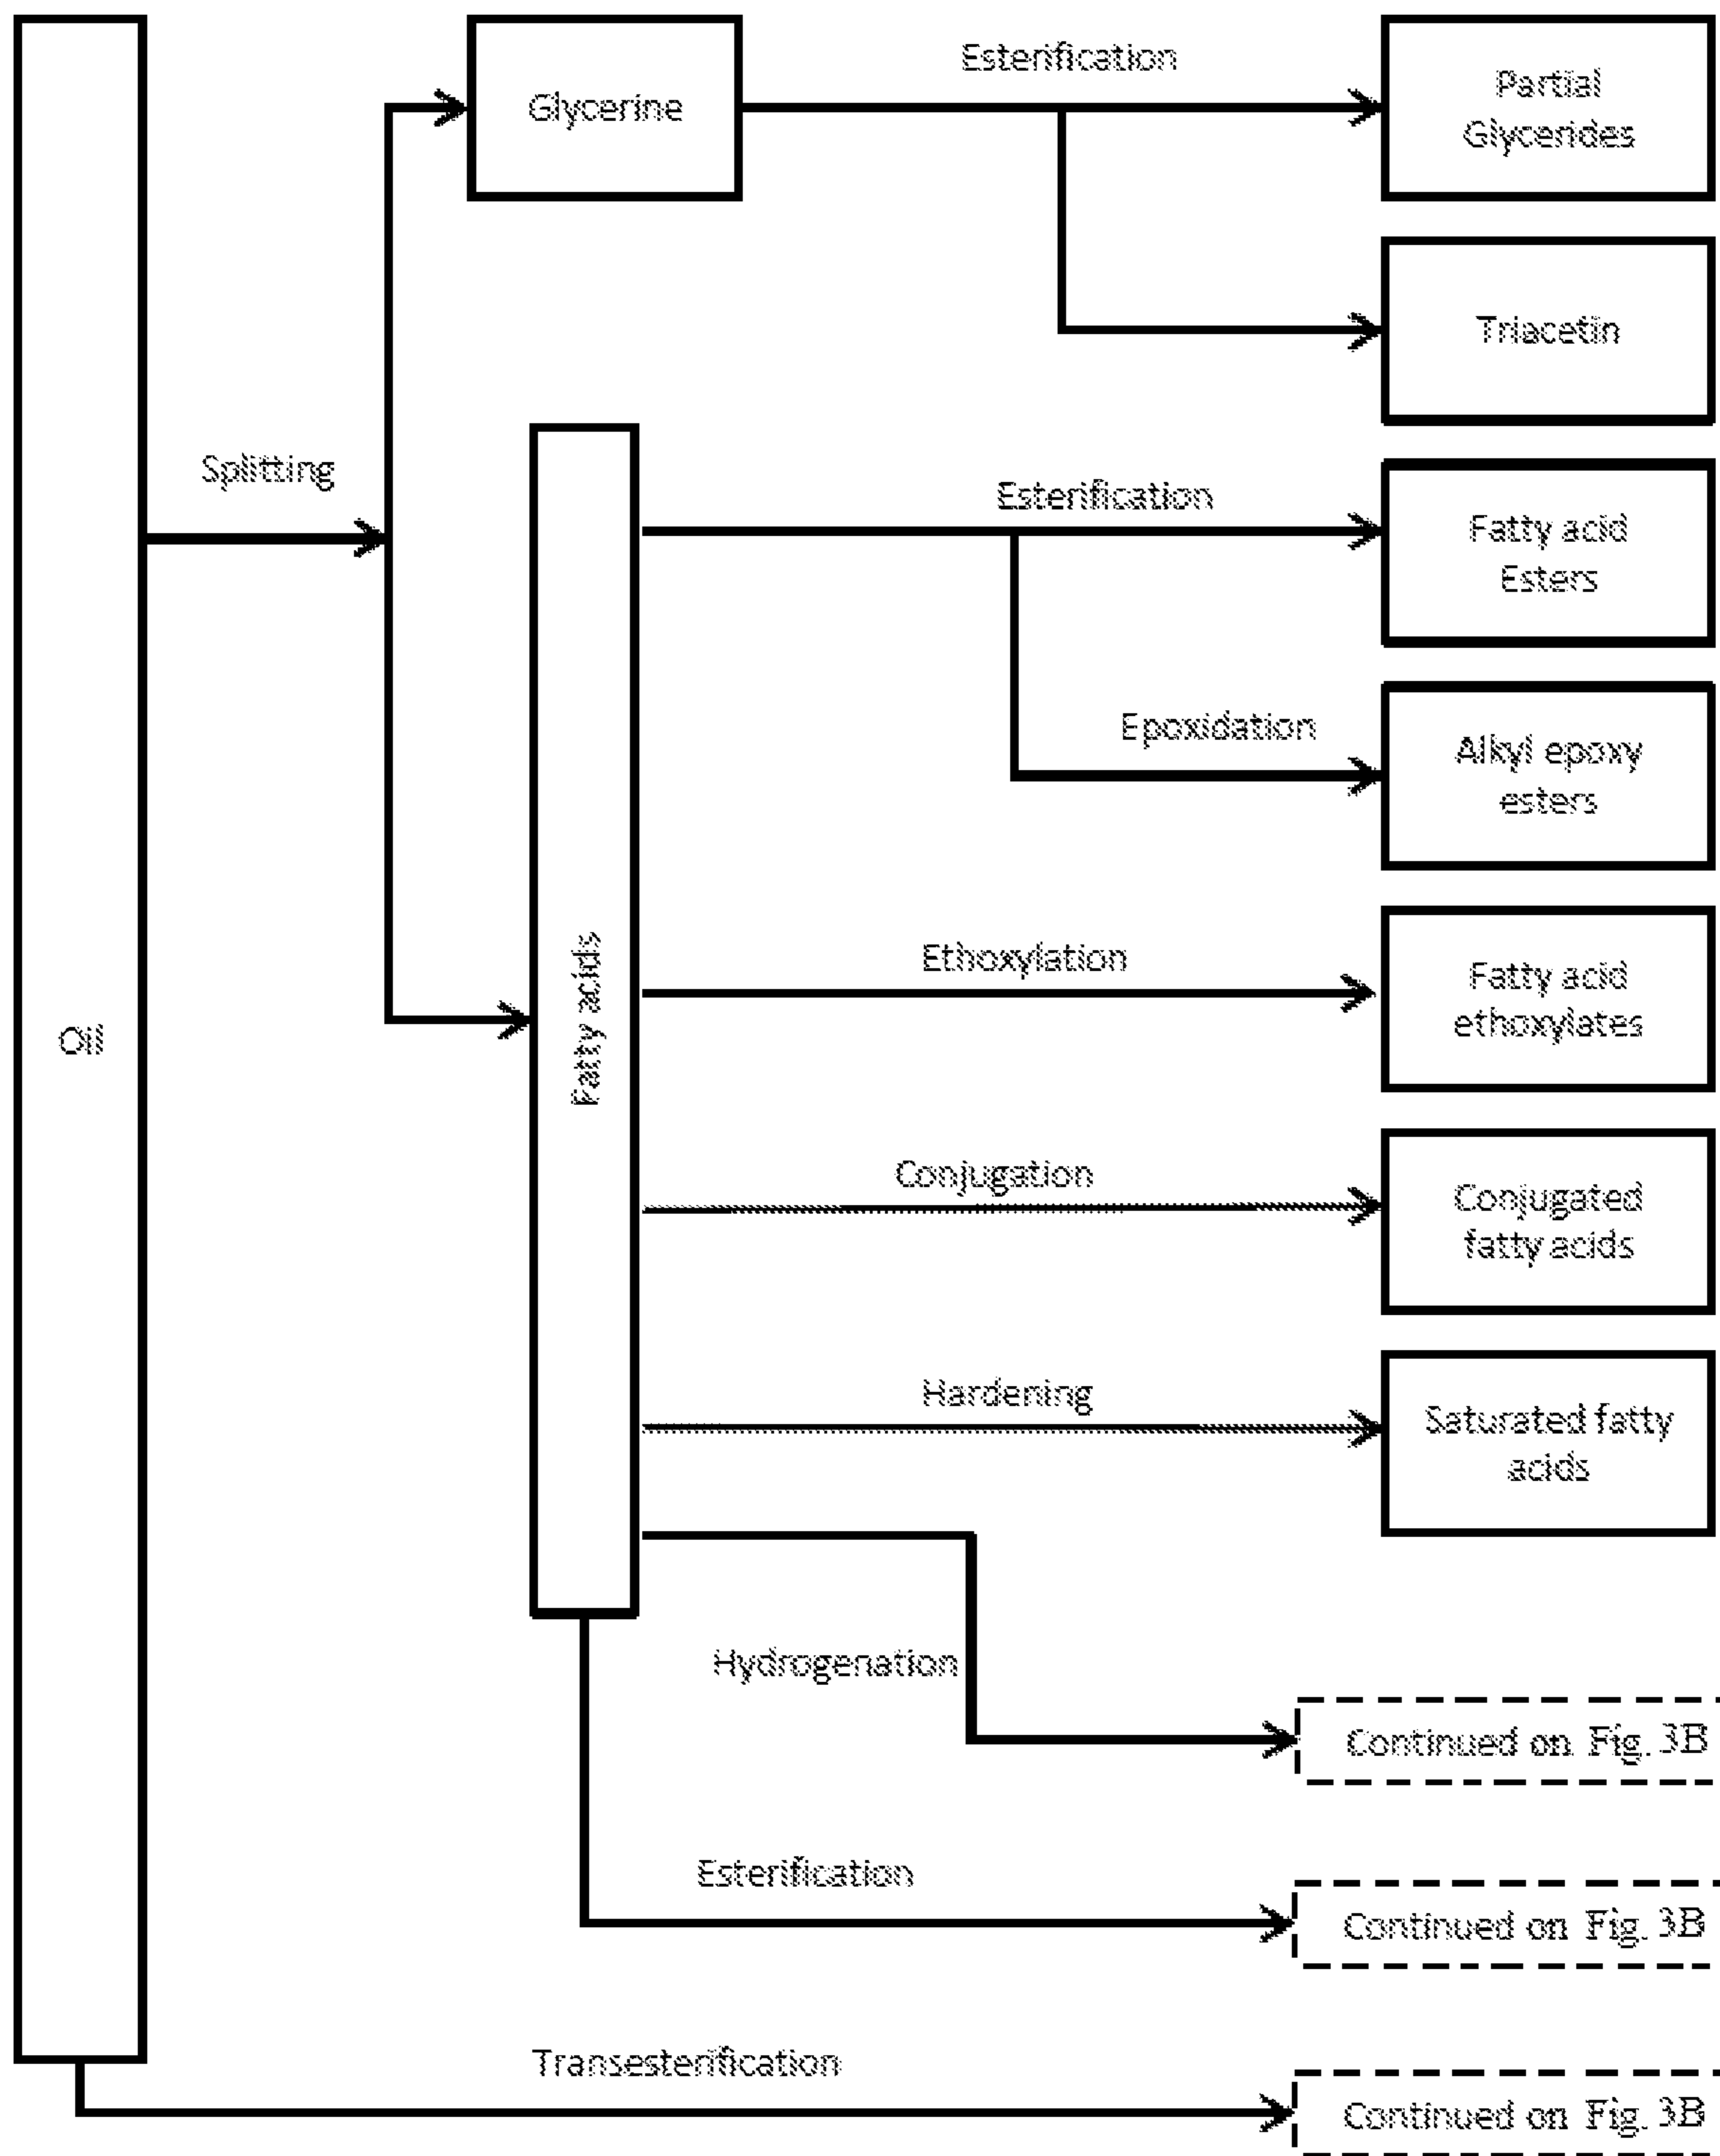 Esterification
Glycerine
Partial
Glycerides
Triacetin
Splitting
Esterification
Fatty acid
Esters
Epoxidation
Alkyl epoxy
esters
Ethoxylation
Fatty acid
ethoxylates
Oil
Fatty acids
Conjugation
Conjugated
fatty acids
Hardening
Saturated fatty
acids
Hydrogenation
Continued on Fig. 3B
Esterification
Continued on Fig. 3B
Transesterification
Continued on Fig. 3B